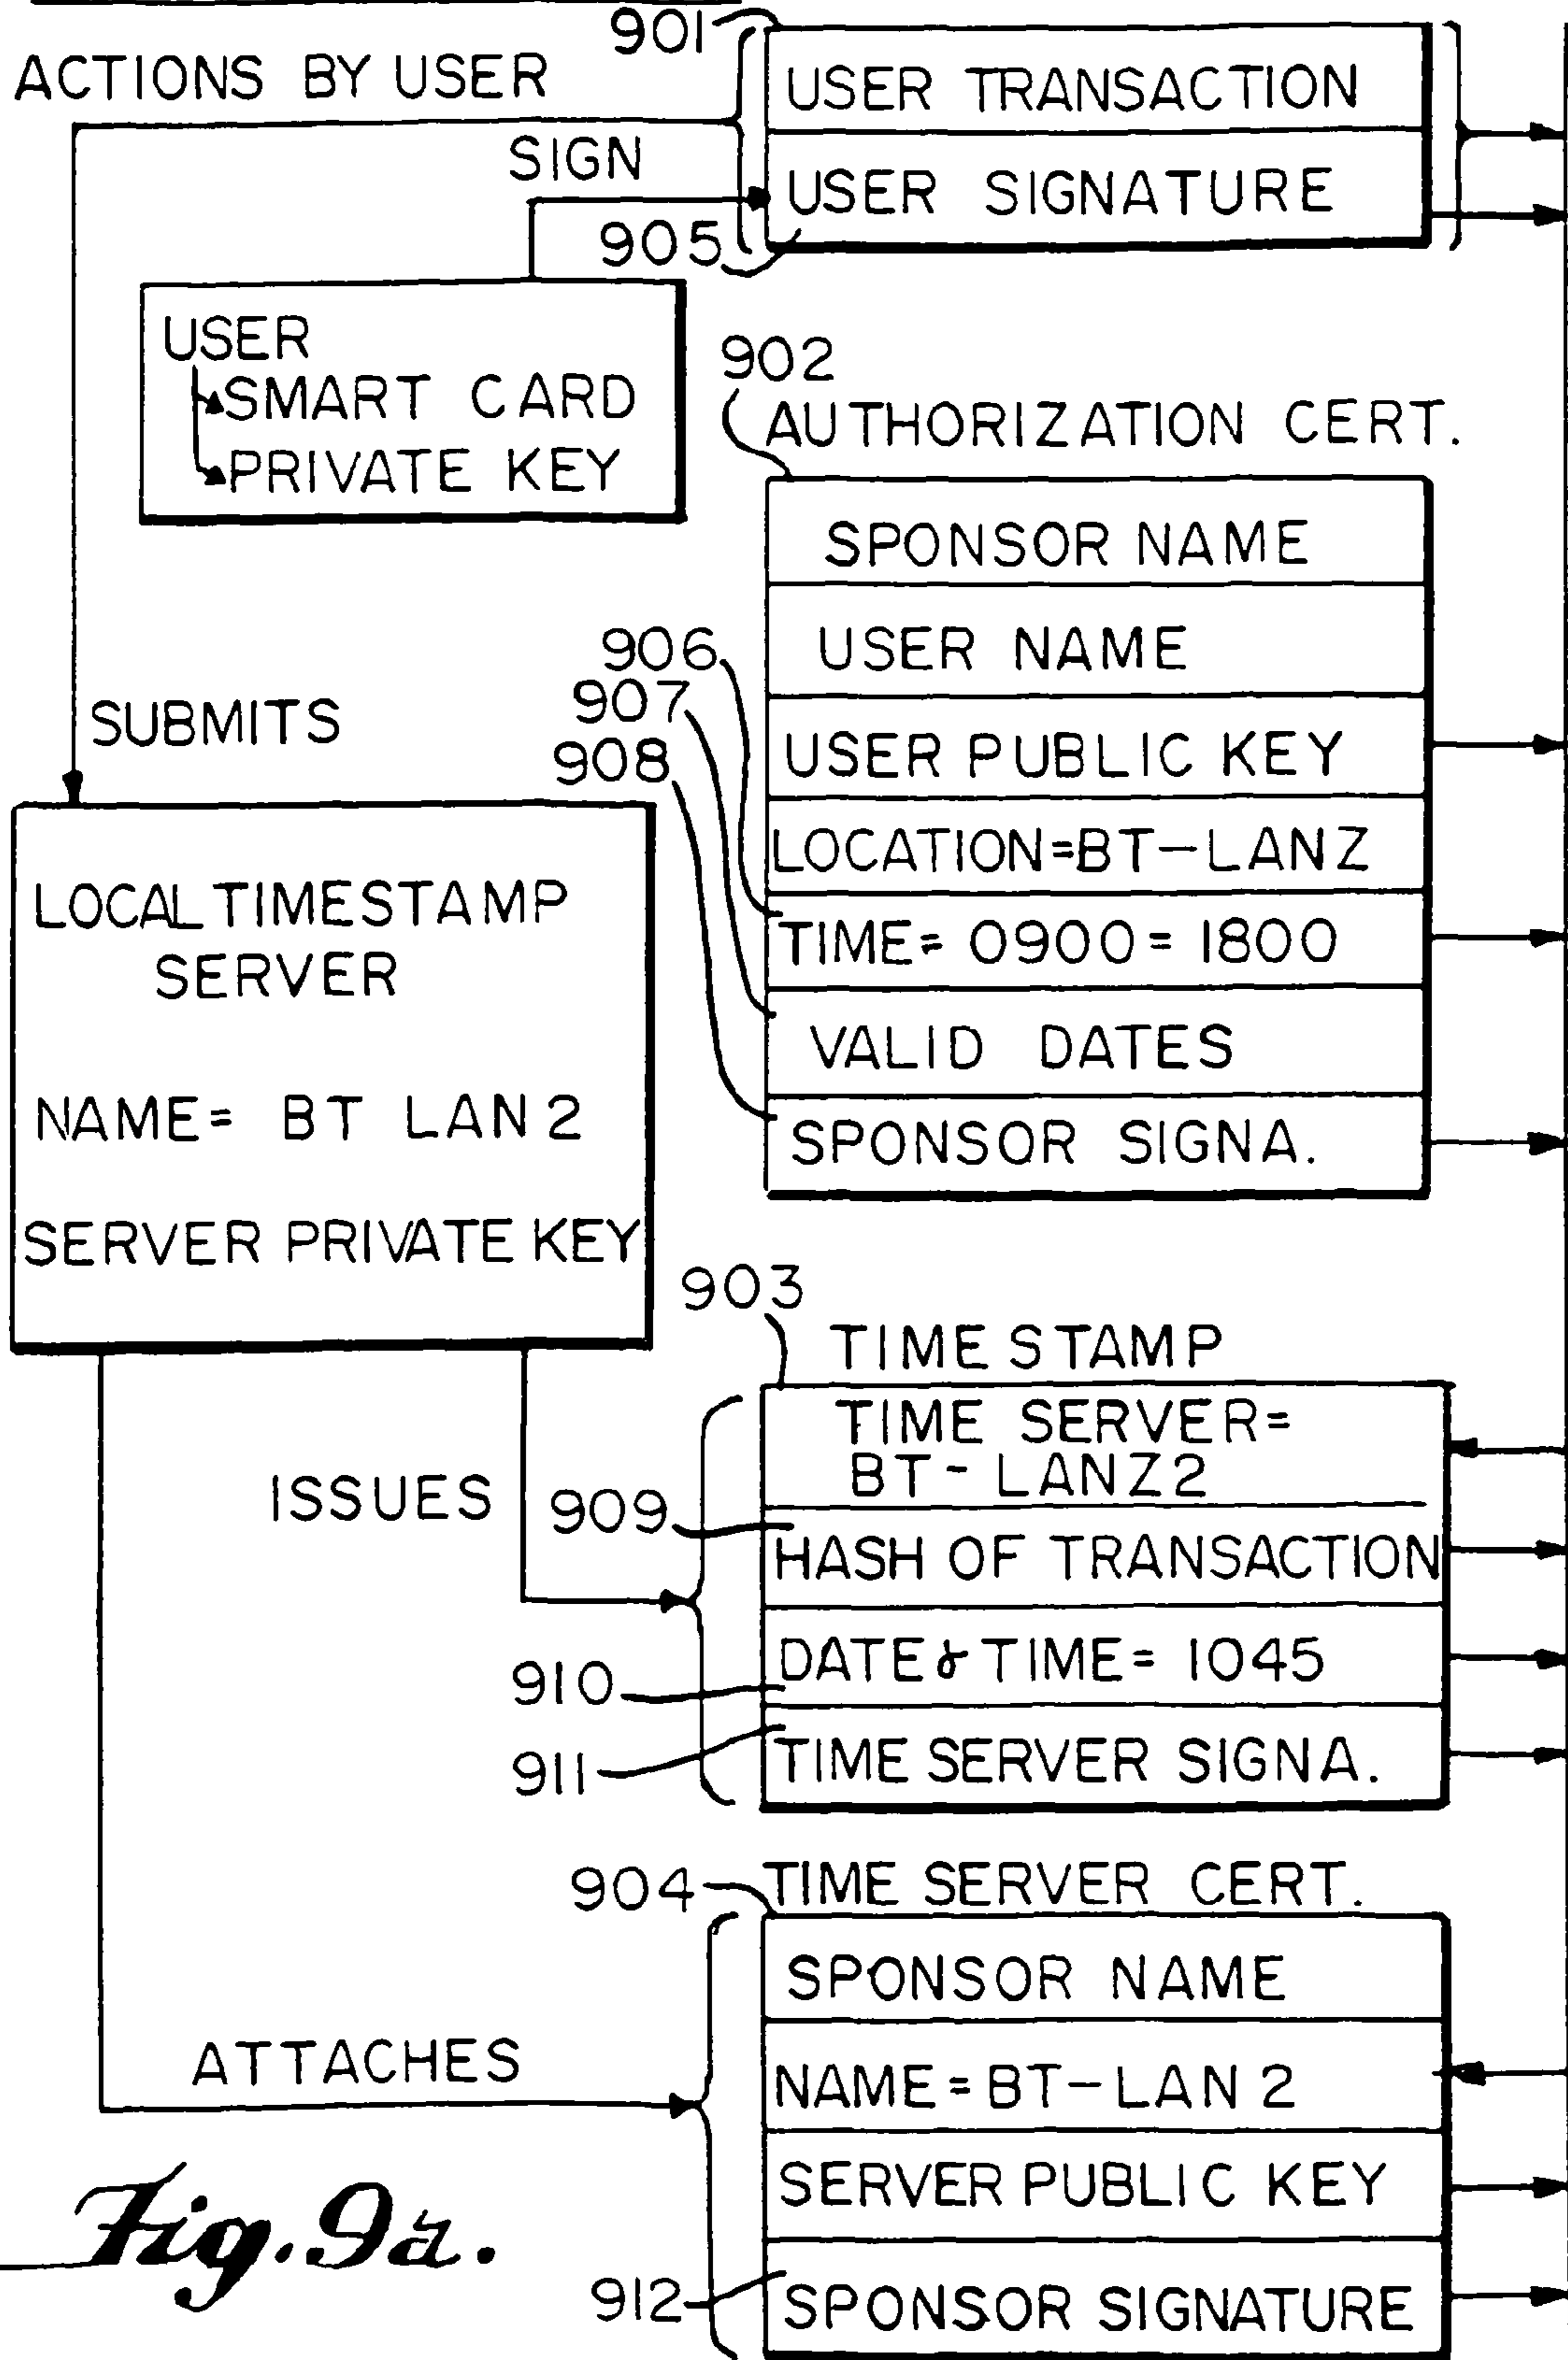 901
ACTIONS BY USER
USER TRANSACTION
SIGN
USER SIGNATURE
905
USER
SMART CARD
PRIVATE KEY
902
AUTHORIZATION CERT.
SPONSOR NAME
906
USER NAME
907
SUBMITS
908
USER PUBLIC KEY
LOCATION=BT-LANZ
TIME= 0900= 1800
VALID DATES
SPONSOR SIGNA.
LOCAL TIMESTAMP
SERVER
NAME= BT LAN 2
SERVER PRIVATE KEY
903
TIME STAMP
TIME SERVER=
BT- LANZ2
ISSUES
909
HASH OF TRANSACTION
910
DATE & TIME= 1045
911
TIME SERVER SIGNA.
904
TIME SERVER CERT.
SPONSOR NAME
ATTACHES
NAME=BT-LAN 2
SERVER PUBLIC KEY
912
SPONSOR SIGNATURE
Fig. 9a.